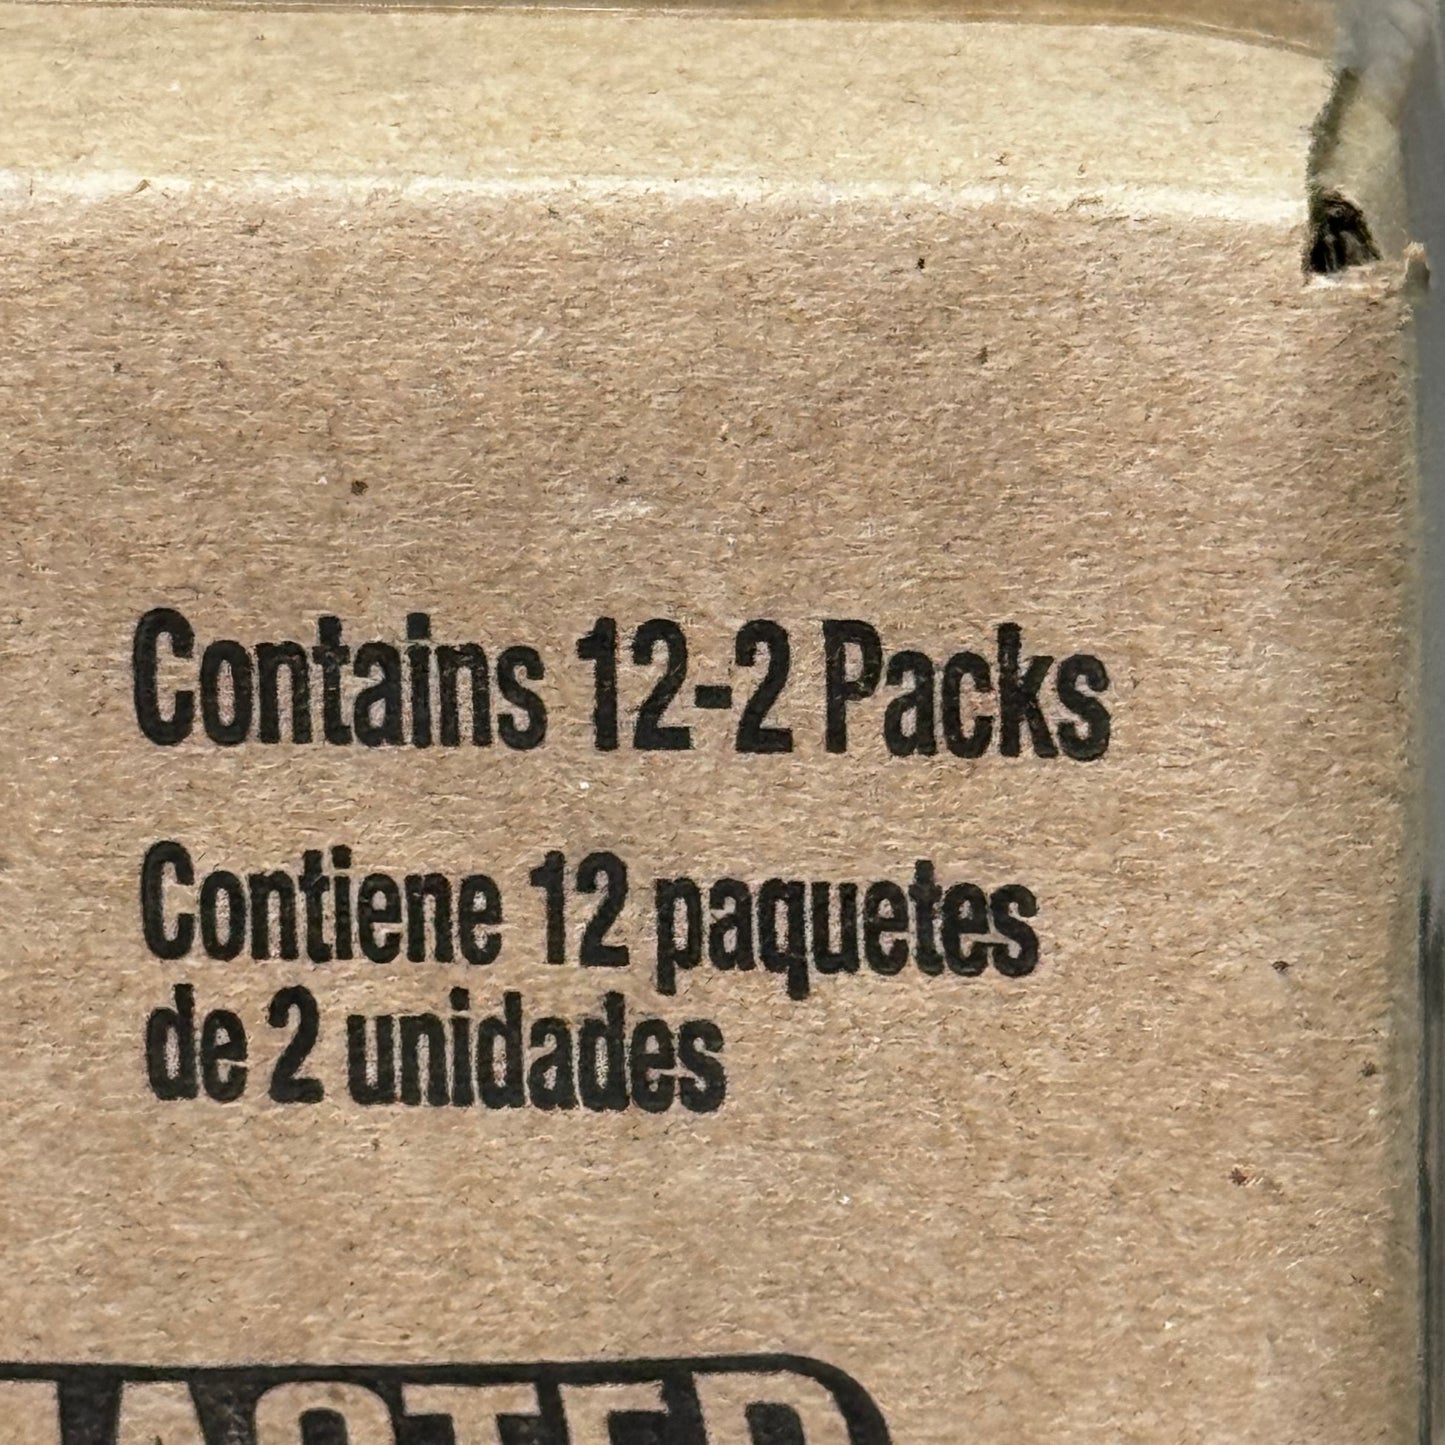 Contains 12-2 Packs
Contiene 12 paquetes
de 2 unidades